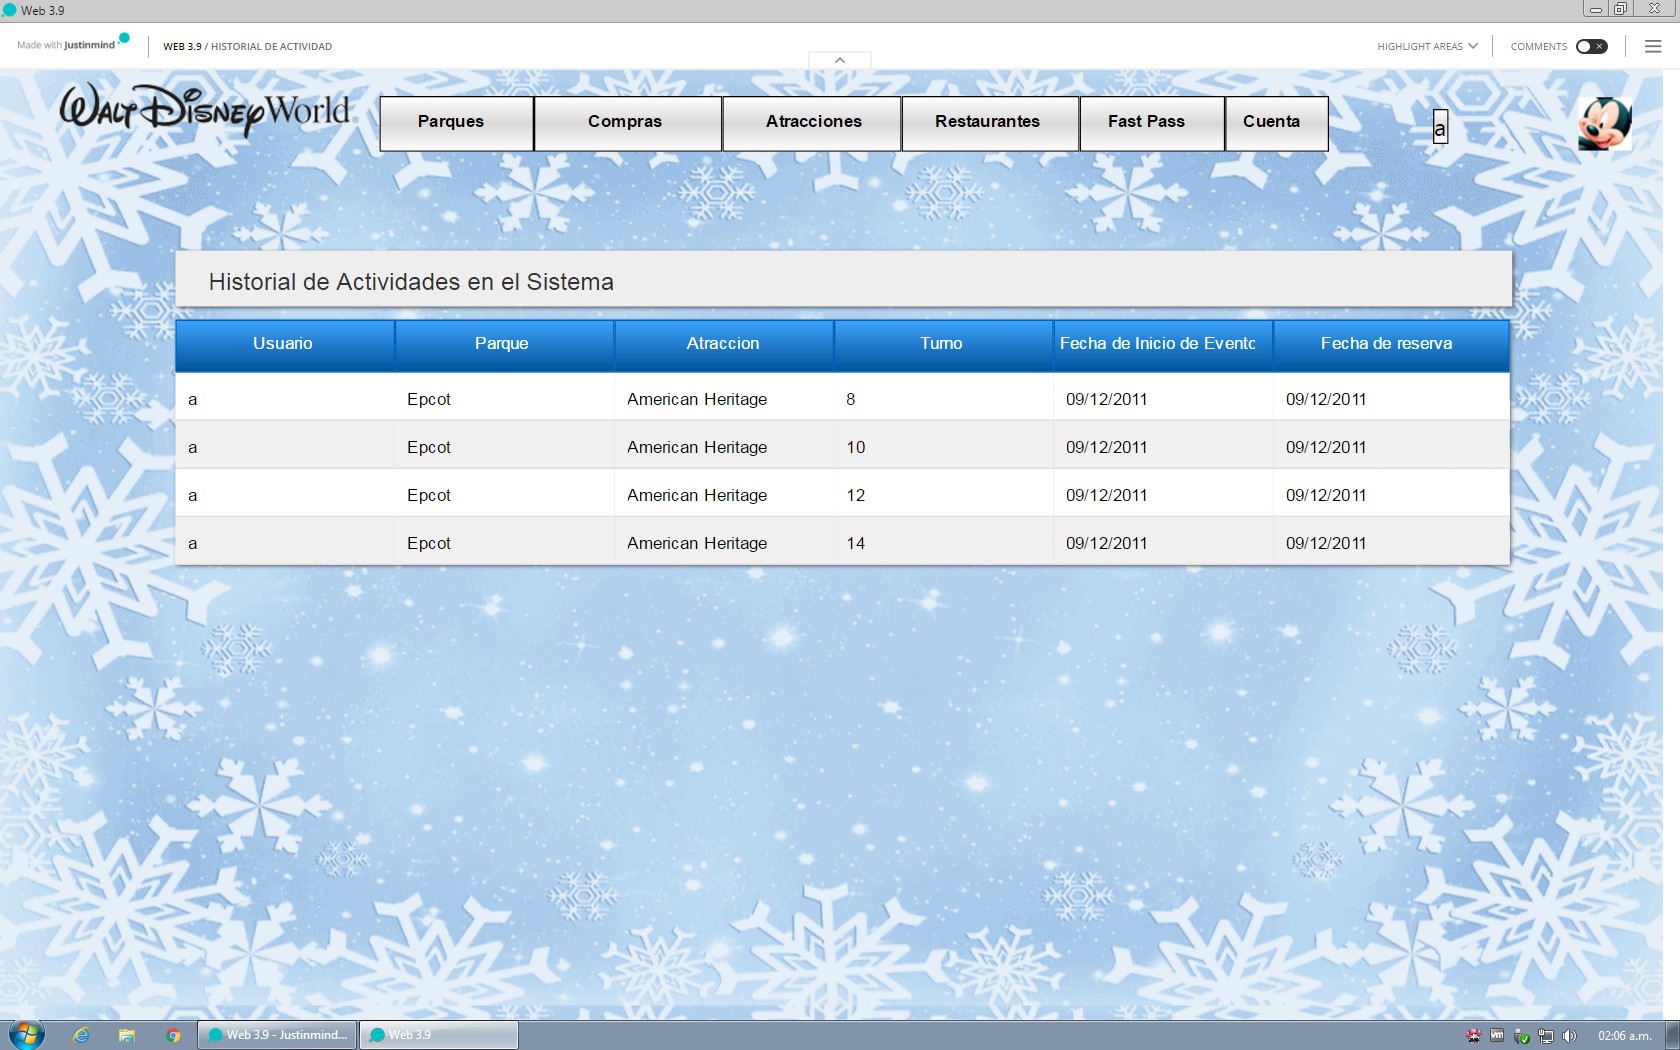 Web 3.9
Made with Justinmind
WEB 3.9 / HISTORIAL DE ACTIVIDAD
HIGHLIGHT AREAS
COMMENTS
WALT DISNEY World
Parques
Compras
Atracciones
Restaurantes
Fast Pass
Cuenta
a
Historial de Actividades en el Sistema
Usuario Parque Atraccion Turno Fecha de Inicio de Evento Fecha de reserva
a Epcot American Heritage 8 09/12/2011 09/12/2011
a Epcot American Heritage 10 09/12/2011 09/12/2011
a Epcot American Heritage 12 09/12/2011 09/12/2011
a Epcot American Heritage 14 09/12/2011 09/12/2011
Web 3.9 - Justinmind...
Web 3.9
vm
02:06 a.m.